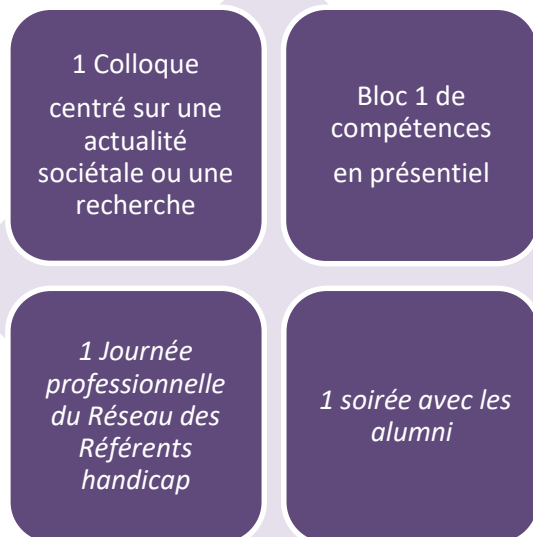 1 Colloque
centré sur une
actualité
sociétale ou une
recherche
Bloc 1 de
compétences
en présentiel
1 Journée
professionnelle
du Réseau des
Référents
handicap
1 soirée avec les
alumni